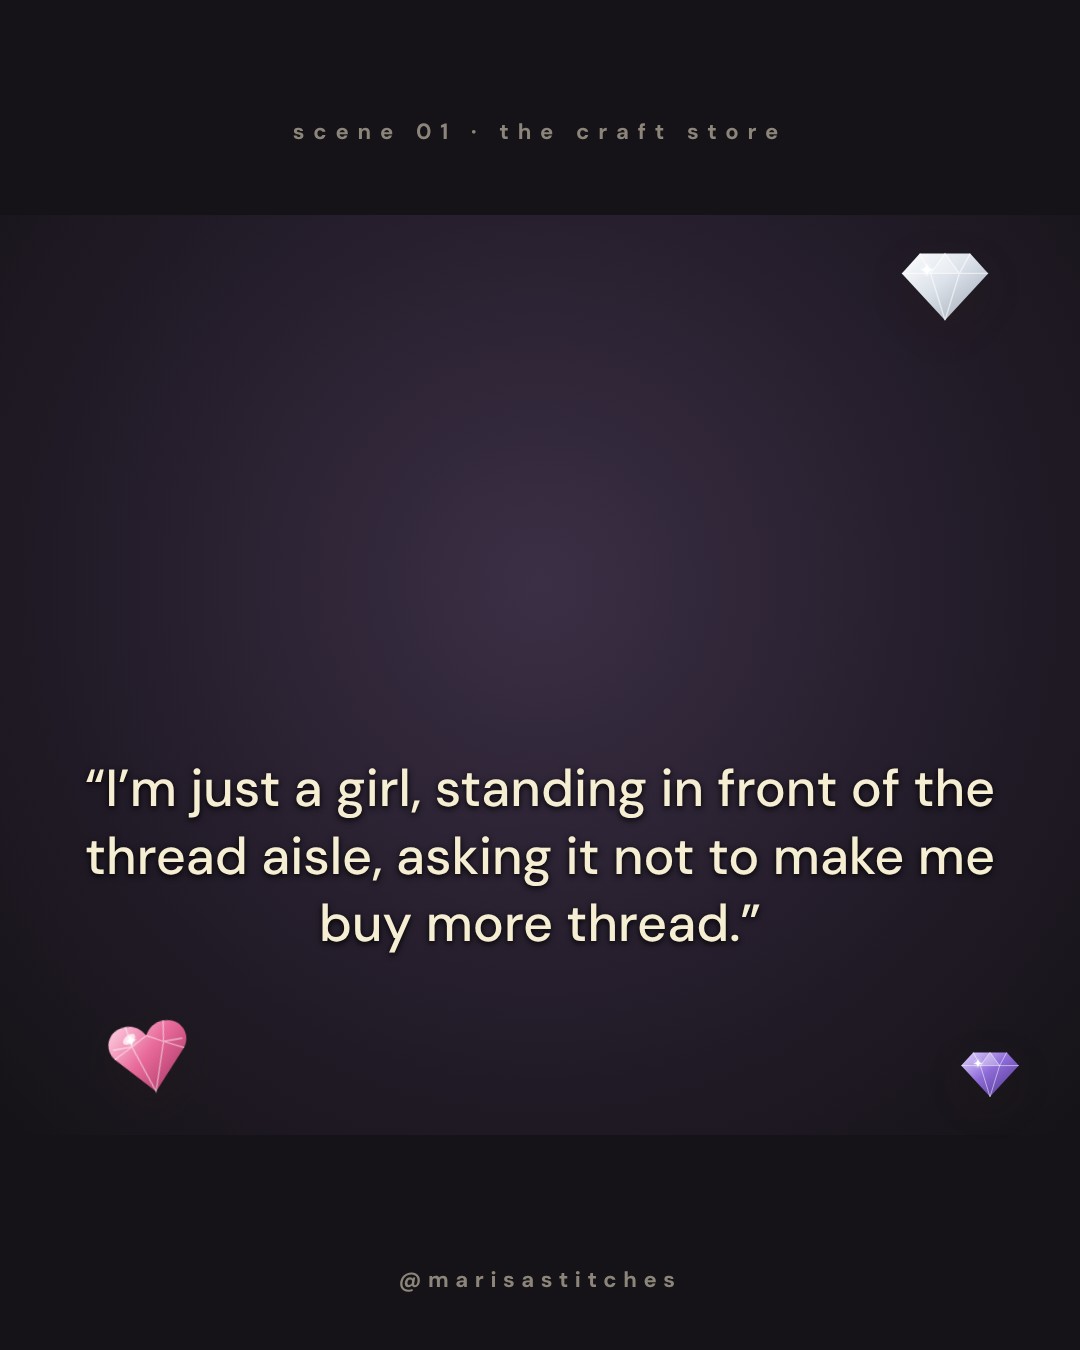 scene 01 · the craft store
“I’m just a girl, standing in front of the
thread aisle, asking it not to make me
buy more thread.”
@marisastitches